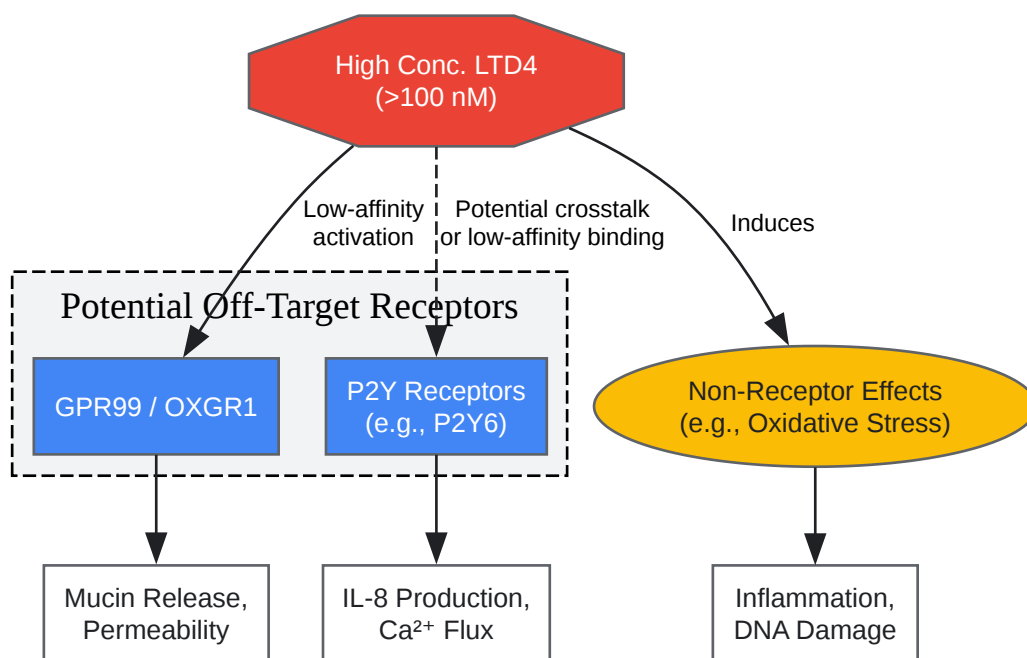 High Conc. LTD4
(>100 nM)
Low-affinity
activation
Potential crosstalk
or low-affinity binding
Induces
Potential Off-Target Receptors
GPR99 / OXGR1
P2Y Receptors
(e.g., P2Y6)
Non-Receptor Effects
(e.g., Oxidative Stress)
Mucin Release,
Permeability
IL-8 Production,
Ca²⁺ Flux
Inflammation,
DNA Damage